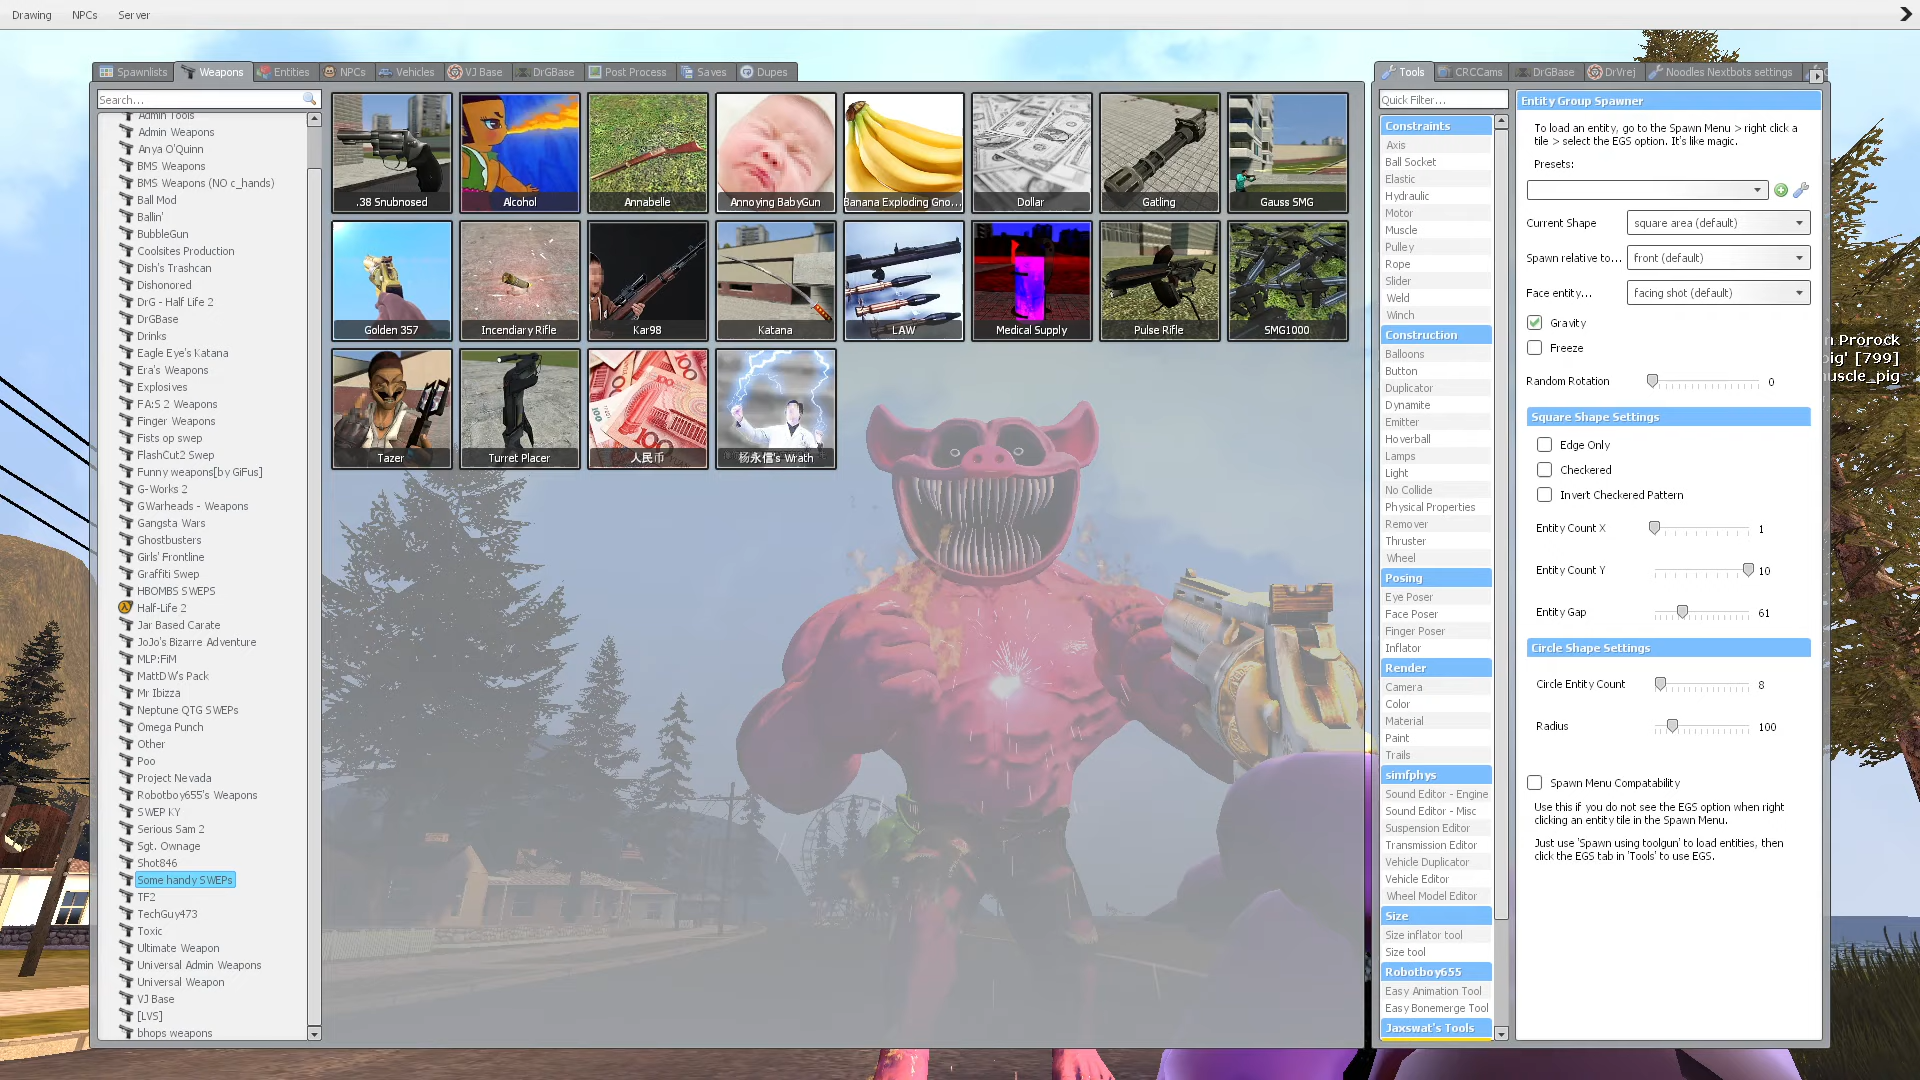 Drawing NPCs Server
Spawnlists Weapons Entities NPCs Vehicles VJ Base DrGBase Post Process Saves Dupes
Search...
Admin Tools
Admin Weapons
Anya O'Quinn
BMS Weapons
BMS Weapons (NO c_hands)
Ball Mod
Ballin'
BubbleGun
Coolsites Production
Dish's Trashcan
Dishonored
DrG - Half Life 2
DrGBase
Drinks
Eagle Eye's Katana
Era's Weapons
Explosives
FA:S 2 Weapons
Finger Weapons
Fists op swep
FlashCut2 Swep
Funny weapons[by GiFus]
G-Works 2
GWarheads - Weapons
Gangsta Wars
Ghostbusters
Girls' Frontline
Graffiti Swep
HBOMBS SWEPS
Half-Life 2
Jar Based Carate
JoJo's Bizarre Adventure
MLP:FiM
MattDW's Pack
Mr Ibizza
Neptune QTG SWEPs
Omega Punch
Other
Poo
Project Nevada
Robotboy655's Weapons
SWEP KY
Serious Sam 2
Sgt. Ownage
Shot846
Some handy SWEPs
TF2
TechGuy473
Toxic
Ultimate Weapon
Universal Admin Weapons
Universal Weapon
VJ Base
[LVS]
bhops weapons
.38 Snubnosed
Alcohol
Annabelle
Annoying BabyGun
Banana Exploding Gno...
Dollar
Gatling
Gauss SMG
Golden 357
Incendiary Rifle
Kar98
Katana
LAW
Medical Supply
Pulse Rifle
SMG1000
Tazer
Turret Placer
人民币
杨永信's Wrath
Tools CRCCams DrGBase DrVrej Noodles Nextbots settings
Quick Filter...
Constraints
Axis
Ball Socket
Elastic
Hydraulic
Motor
Muscle
Pulley
Rope
Slider
Weld
Winch
Construction
Balloons
Button
Duplicator
Dynamite
Emitter
Hoverball
Lamps
Light
No Collide
Physical Properties
Remover
Thruster
Wheel
Posing
Eye Poser
Face Poser
Finger Poser
Inflator
Render
Camera
Color
Material
Paint
Trails
simfphys
Sound Editor - Engine
Sound Editor - Misc
Suspension Editor
Transmission Editor
Vehicle Duplicator
Vehicle Editor
Wheel Model Editor
Size
Size inflator tool
Size tool
Robotboy655
Easy Animation Tool
Easy Bonemerge Tool
Jaxswat's Tools
Entity Group Spawner
To load an entity, go to the Spawn Menu > right click a
tile > select the EGS option. It's like magic.
Presets:
Current Shape square area (default)
Spawn relative to... front (default)
Face entity... facing shot (default)
Gravity
Freeze
Random Rotation 0
Square Shape Settings
Edge Only
Checkered
Invert Checkered Pattern
Entity Count X 1
Entity Count Y 10
Entity Gap 61
Circle Shape Settings
Circle Entity Count 8
Radius 100
Spawn Menu Compatability
Use this if you do not see the EGS option when right
clicking an entity tile in the Spawn Menu.
Just use 'Spawn using toolgun' to load entities, then
click the EGS tab in 'Tools' to use EGS.
n Prorock
pig' [799]
muscle_pig